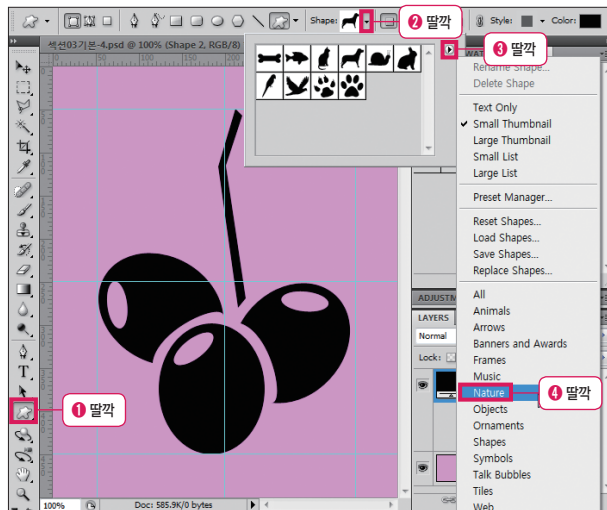 Shape:
❷ 딸깍
Style:
Color:
섹션03기본-4.psd @ 100% (Shape 2, RGB/8)
❸ 딸깍
Rename Shape...
Delete Shape
Text Only
✔ Small Thumbnail
Large Thumbnail
Small List
Large List
Preset Manager...
Reset Shapes...
Load Shapes...
Save Shapes...
Replace Shapes...
All
Animals
Arrows
Banners and Awards
Frames
Music
Nature
❹ 딸깍
Objects
Ornaments
Shapes
Symbols
Talk Bubbles
Tiles
Web
ADJUSTM
LAYERS
Normal
Lock:
❶ 딸깍
100%
Doc: 585.9K/0 bytes